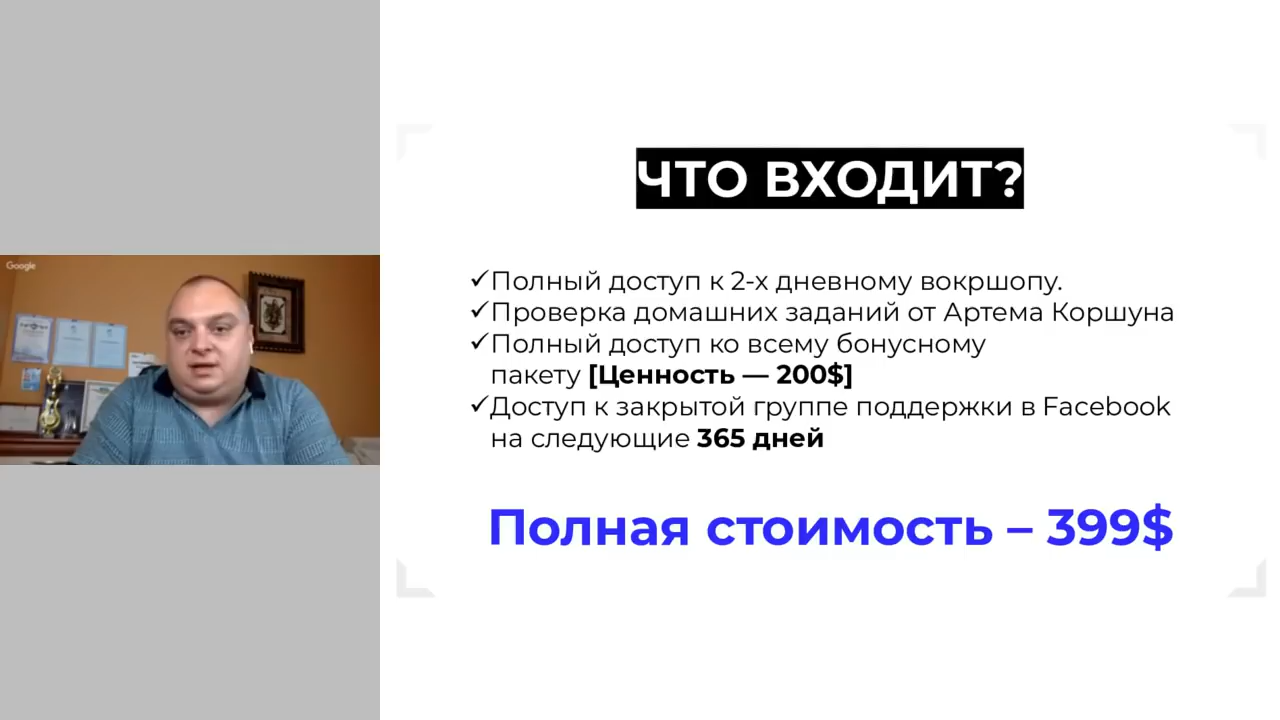 Google
ЧТО ВХОДИТ?
✓Полный доступ к 2-х дневному вокршопу.
✓Проверка домашних заданий от Артема Коршуна
✓Полный доступ ко всему бонусному
пакету [Ценность — 200$]
✓Доступ к закрытой группе поддержки в Facebook
на следующие 365 дней
Полная стоимость – 399$